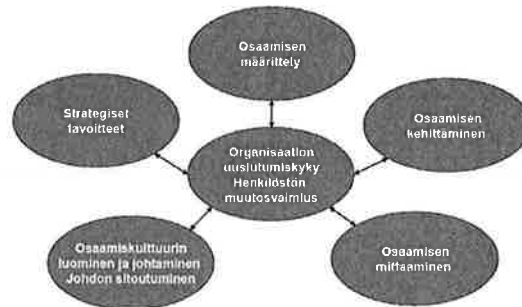 Osaamisen
määrittely
Strategiset
tavoitteet
Osaamisen
kehittäminen
Organisaation
uusiutumiskyky
Henkilöstön
muutosvalmius
Osaamiskulttuurin
luominen ja johtaminen
Johdon sitoutuminen
Osaamisen
mittaaminen